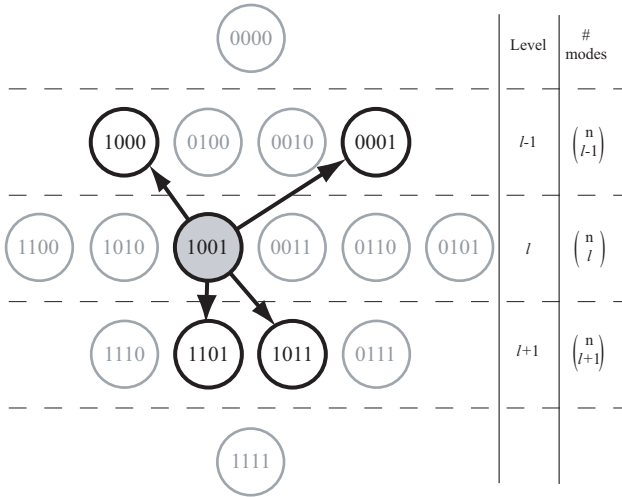 0000
Level
#
modes
1000 0100 0010 0001
l-1
( n
l-1 )
1100 1010 1001 0011 0110 0101
l
( n
l )
1110 1101 1011 0111
l+1
( n
l+1 )
1111